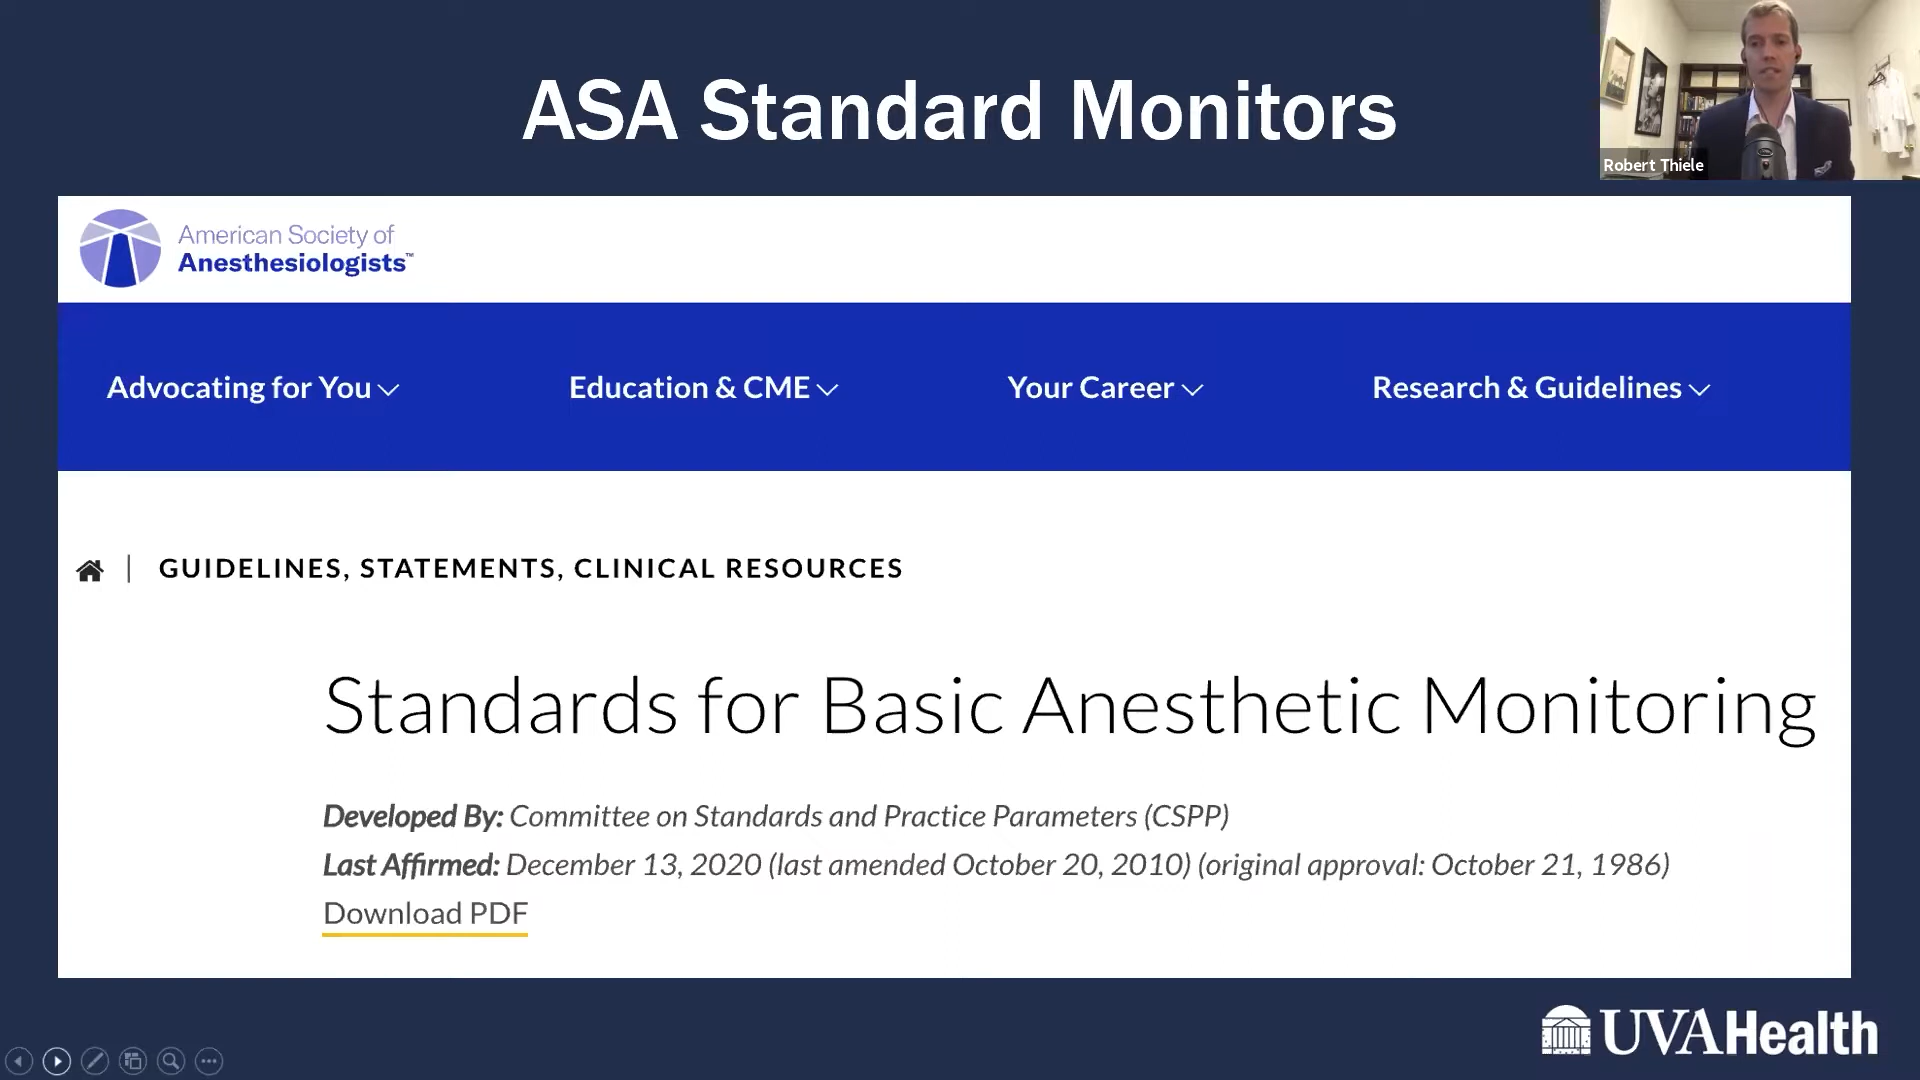 ASA Standard Monitors
Robert Thiele
American Society of
Anesthesiologists™
Advocating for You
Education & CME
Your Career
Research & Guidelines
GUIDELINES, STATEMENTS, CLINICAL RESOURCES
Standards for Basic Anesthetic Monitoring
Developed By: Committee on Standards and Practice Parameters (CSPP)
Last Affirmed: December 13, 2020 (last amended October 20, 2010) (original approval: October 21, 1986)
Download PDF
UVAHealth